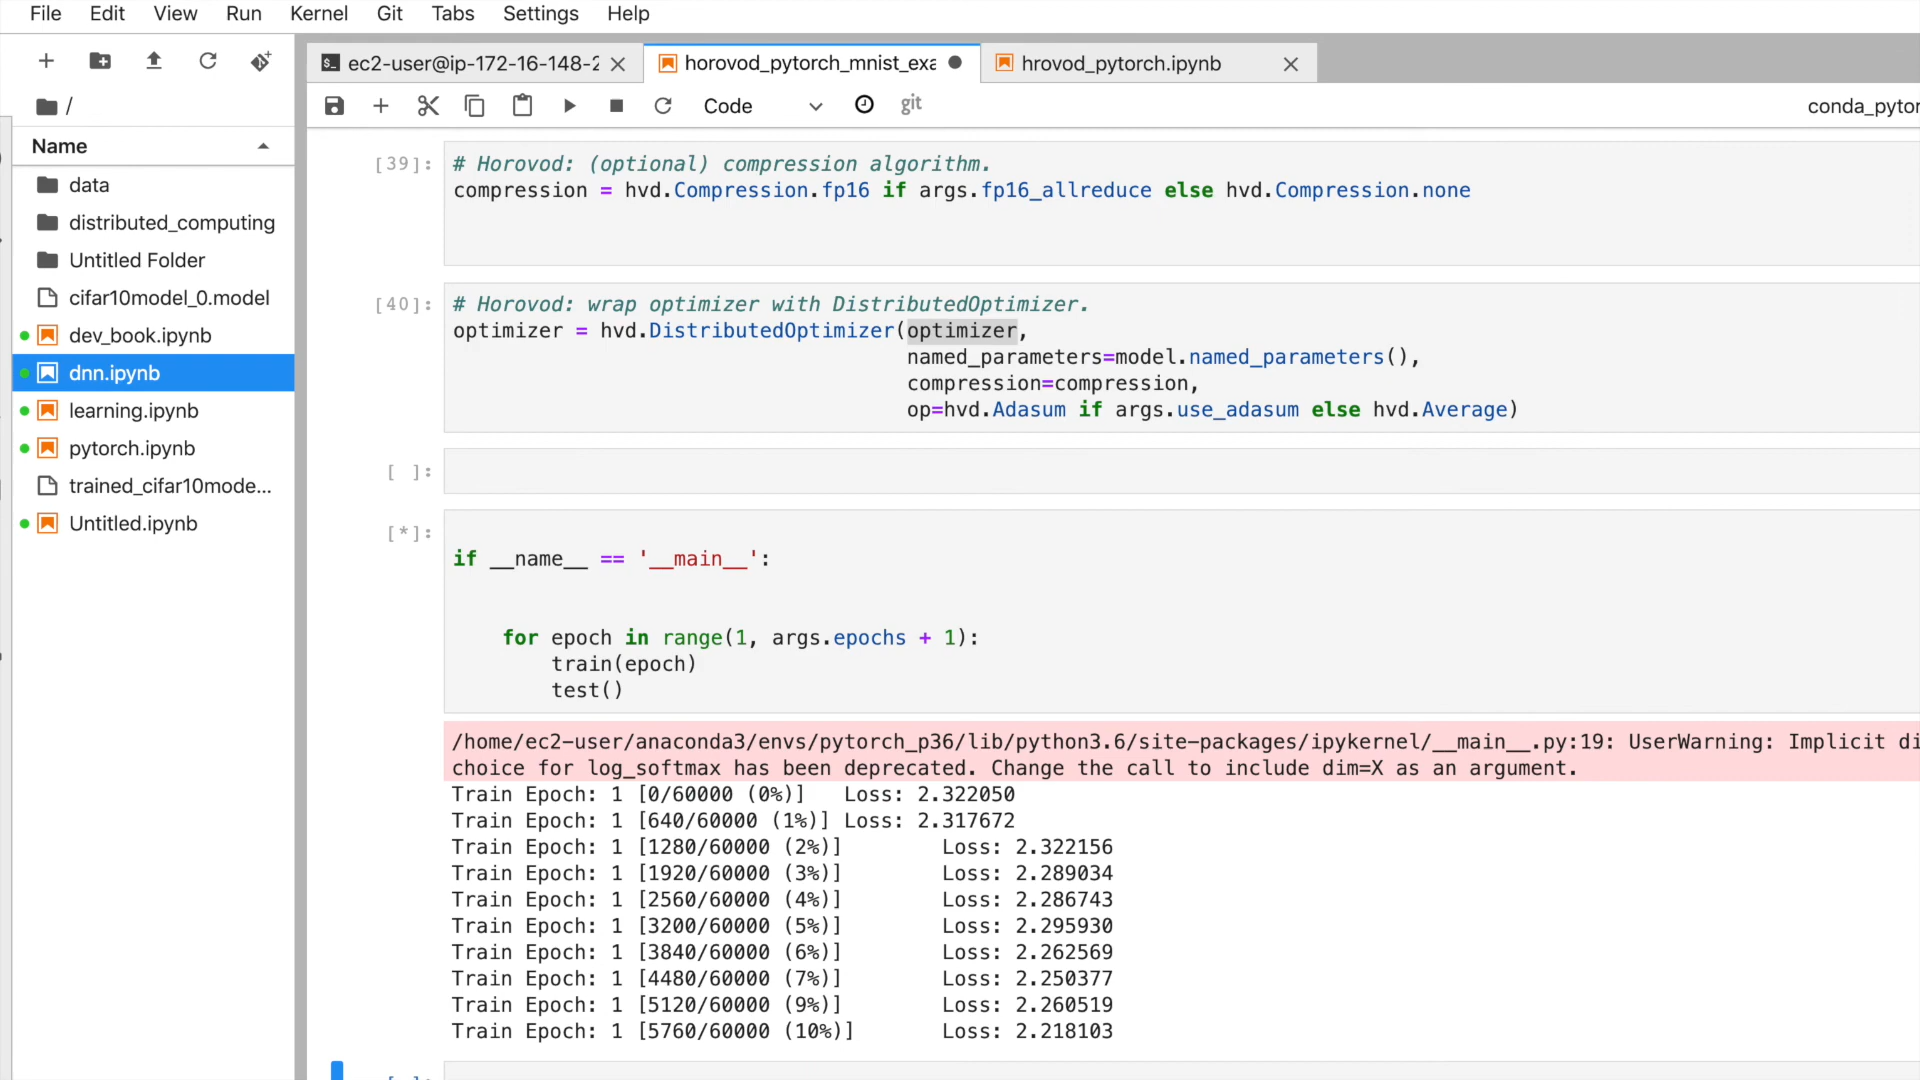 File Edit View Run Kernel Git Tabs Settings Help
ec2-user@ip-172-16-148-2
horovod_pytorch_mnist_exa
hrovod_pytorch.ipynb
Code
git
conda_pytor
/
Name
data
distributed_computing
Untitled Folder
cifar10model_0.model
dev_book.ipynb
dnn.ipynb
learning.ipynb
pytorch.ipynb
trained_cifar10mode...
Untitled.ipynb
[39]:
# Horovod: (optional) compression algorithm.
compression = hvd.Compression.fp16 if args.fp16_allreduce else hvd.Compression.none
[40]:
# Horovod: wrap optimizer with DistributedOptimizer.
optimizer = hvd.DistributedOptimizer(optimizer,
named_parameters=model.named_parameters(),
compression=compression,
op=hvd.Adasum if args.use_adasum else hvd.Average)
[ ]:
[*]:
if __name__ == '__main__':
for epoch in range(1, args.epochs + 1):
train(epoch)
test()
/home/ec2-user/anaconda3/envs/pytorch_p36/lib/python3.6/site-packages/ipykernel/__main__.py:19: UserWarning: Implicit di
choice for log_softmax has been deprecated. Change the call to include dim=X as an argument.
Train Epoch: 1 [0/60000 (0%)] Loss: 2.322050
Train Epoch: 1 [640/60000 (1%)] Loss: 2.317672
Train Epoch: 1 [1280/60000 (2%)] Loss: 2.322156
Train Epoch: 1 [1920/60000 (3%)] Loss: 2.289034
Train Epoch: 1 [2560/60000 (4%)] Loss: 2.286743
Train Epoch: 1 [3200/60000 (5%)] Loss: 2.295930
Train Epoch: 1 [3840/60000 (6%)] Loss: 2.262569
Train Epoch: 1 [4480/60000 (7%)] Loss: 2.250377
Train Epoch: 1 [5120/60000 (9%)] Loss: 2.260519
Train Epoch: 1 [5760/60000 (10%)] Loss: 2.218103